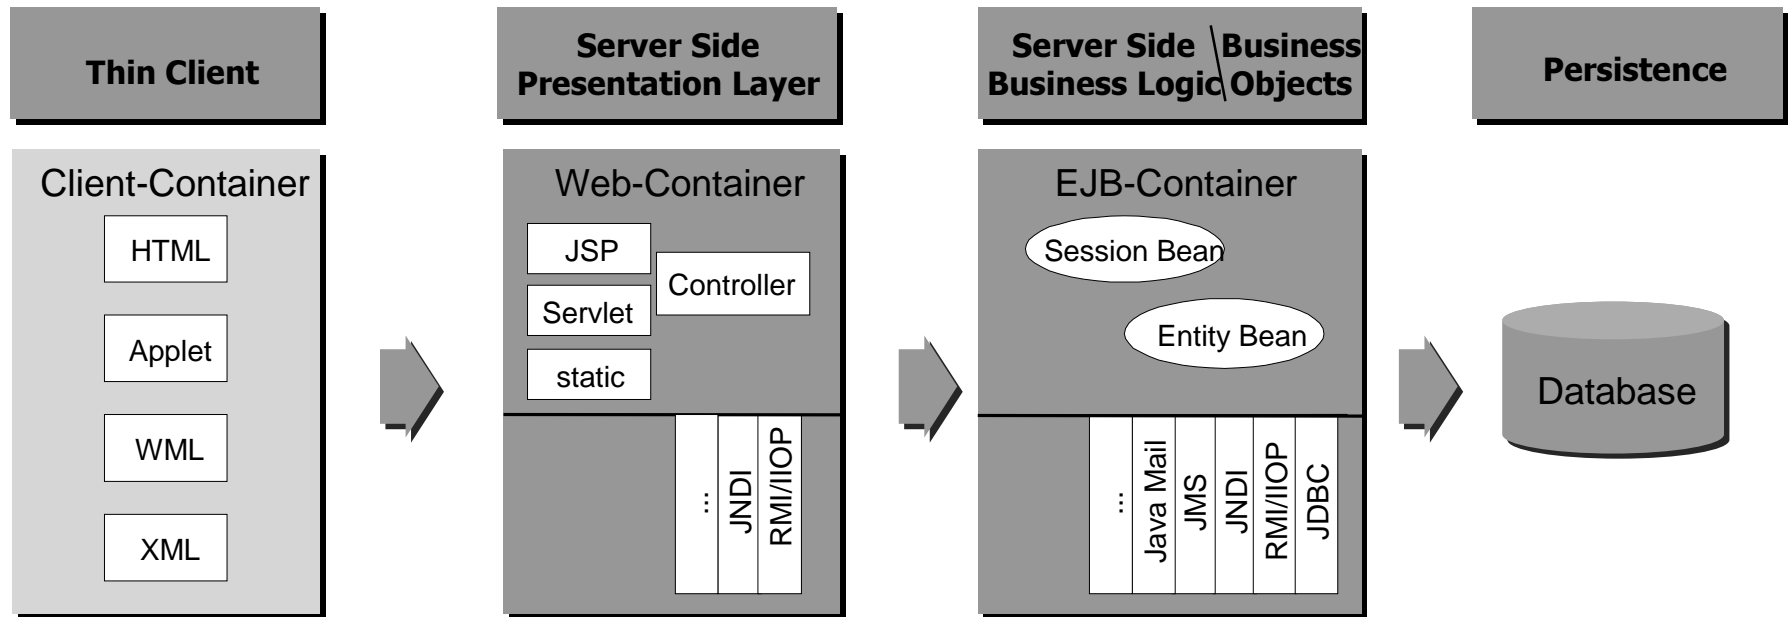 Thin Client
Server Side
Presentation Layer
Server Side \ Business
Business Logic \ Objects
Persistence
Client-Container
HTML
Applet
WML
XML
Web-Container
JSP
Controller
Servlet
static
...
JNDI
RMI/IIOP
EJB-Container
Session Bean
Entity Bean
...
Java Mail
JMS
JNDI
RMI/IIOP
JDBC
Database